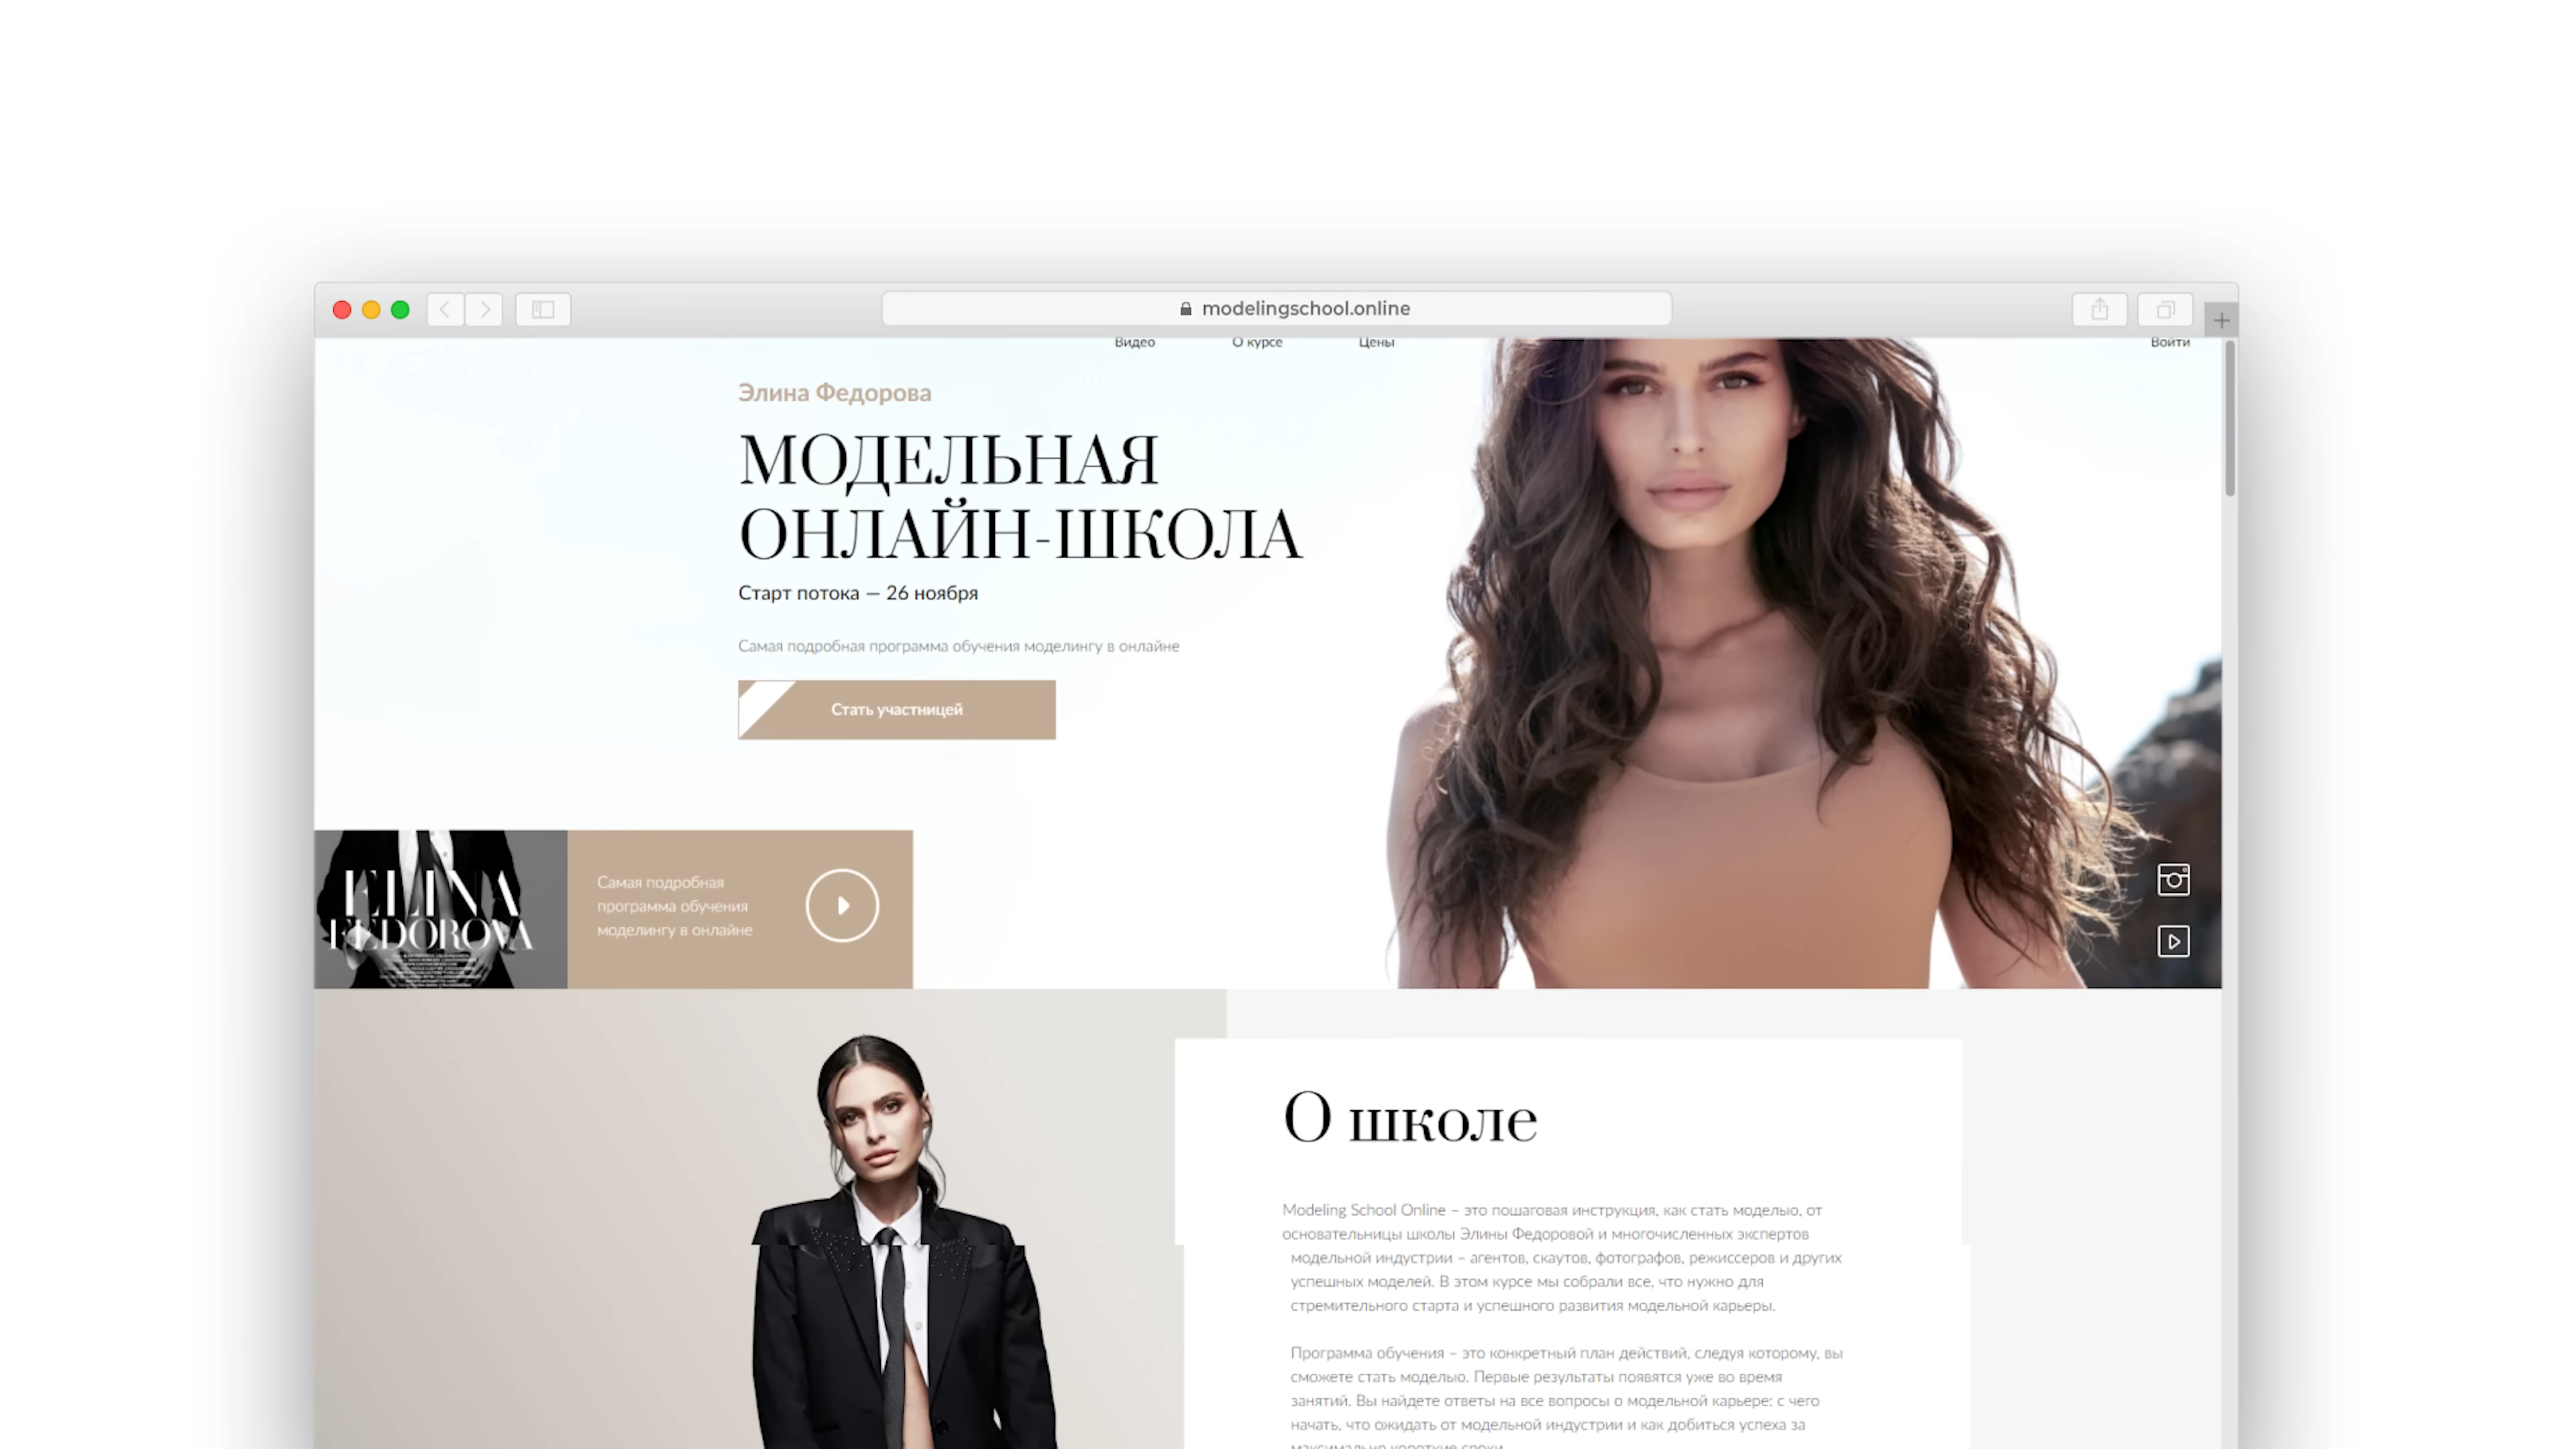 modelingschool.online
Видео О курсе Цены Войти
Элина Федорова
МОДЕЛЬНАЯ
ОНЛАЙН-ШКОЛА
Старт потока — 26 ноября
Самая подробная программа обучения моделингу в онлайне
Стать участницей
ELINA
FEDOROVA
Самая подробная
программа обучения
моделингу в онлайне
О школе
Modeling School Online – это пошаговая инструкция, как стать моделью, от
основательницы школы Элины Федоровой и многочисленных экспертов
модельной индустрии – агентов, скаутов, фотографов, режиссеров и других
успешных моделей. В этом курсе мы собрали все, что нужно для
стремительного старта и успешного развития модельной карьеры.
Программа обучения – это конкретный план действий, следуя которому, вы
сможете стать моделью. Первые результаты появятся уже во время
занятий. Вы найдете ответы на все вопросы о модельной карьере: с чего
начать, что ожидать от модельной индустрии и как добиться успеха за
максимально короткие сроки.